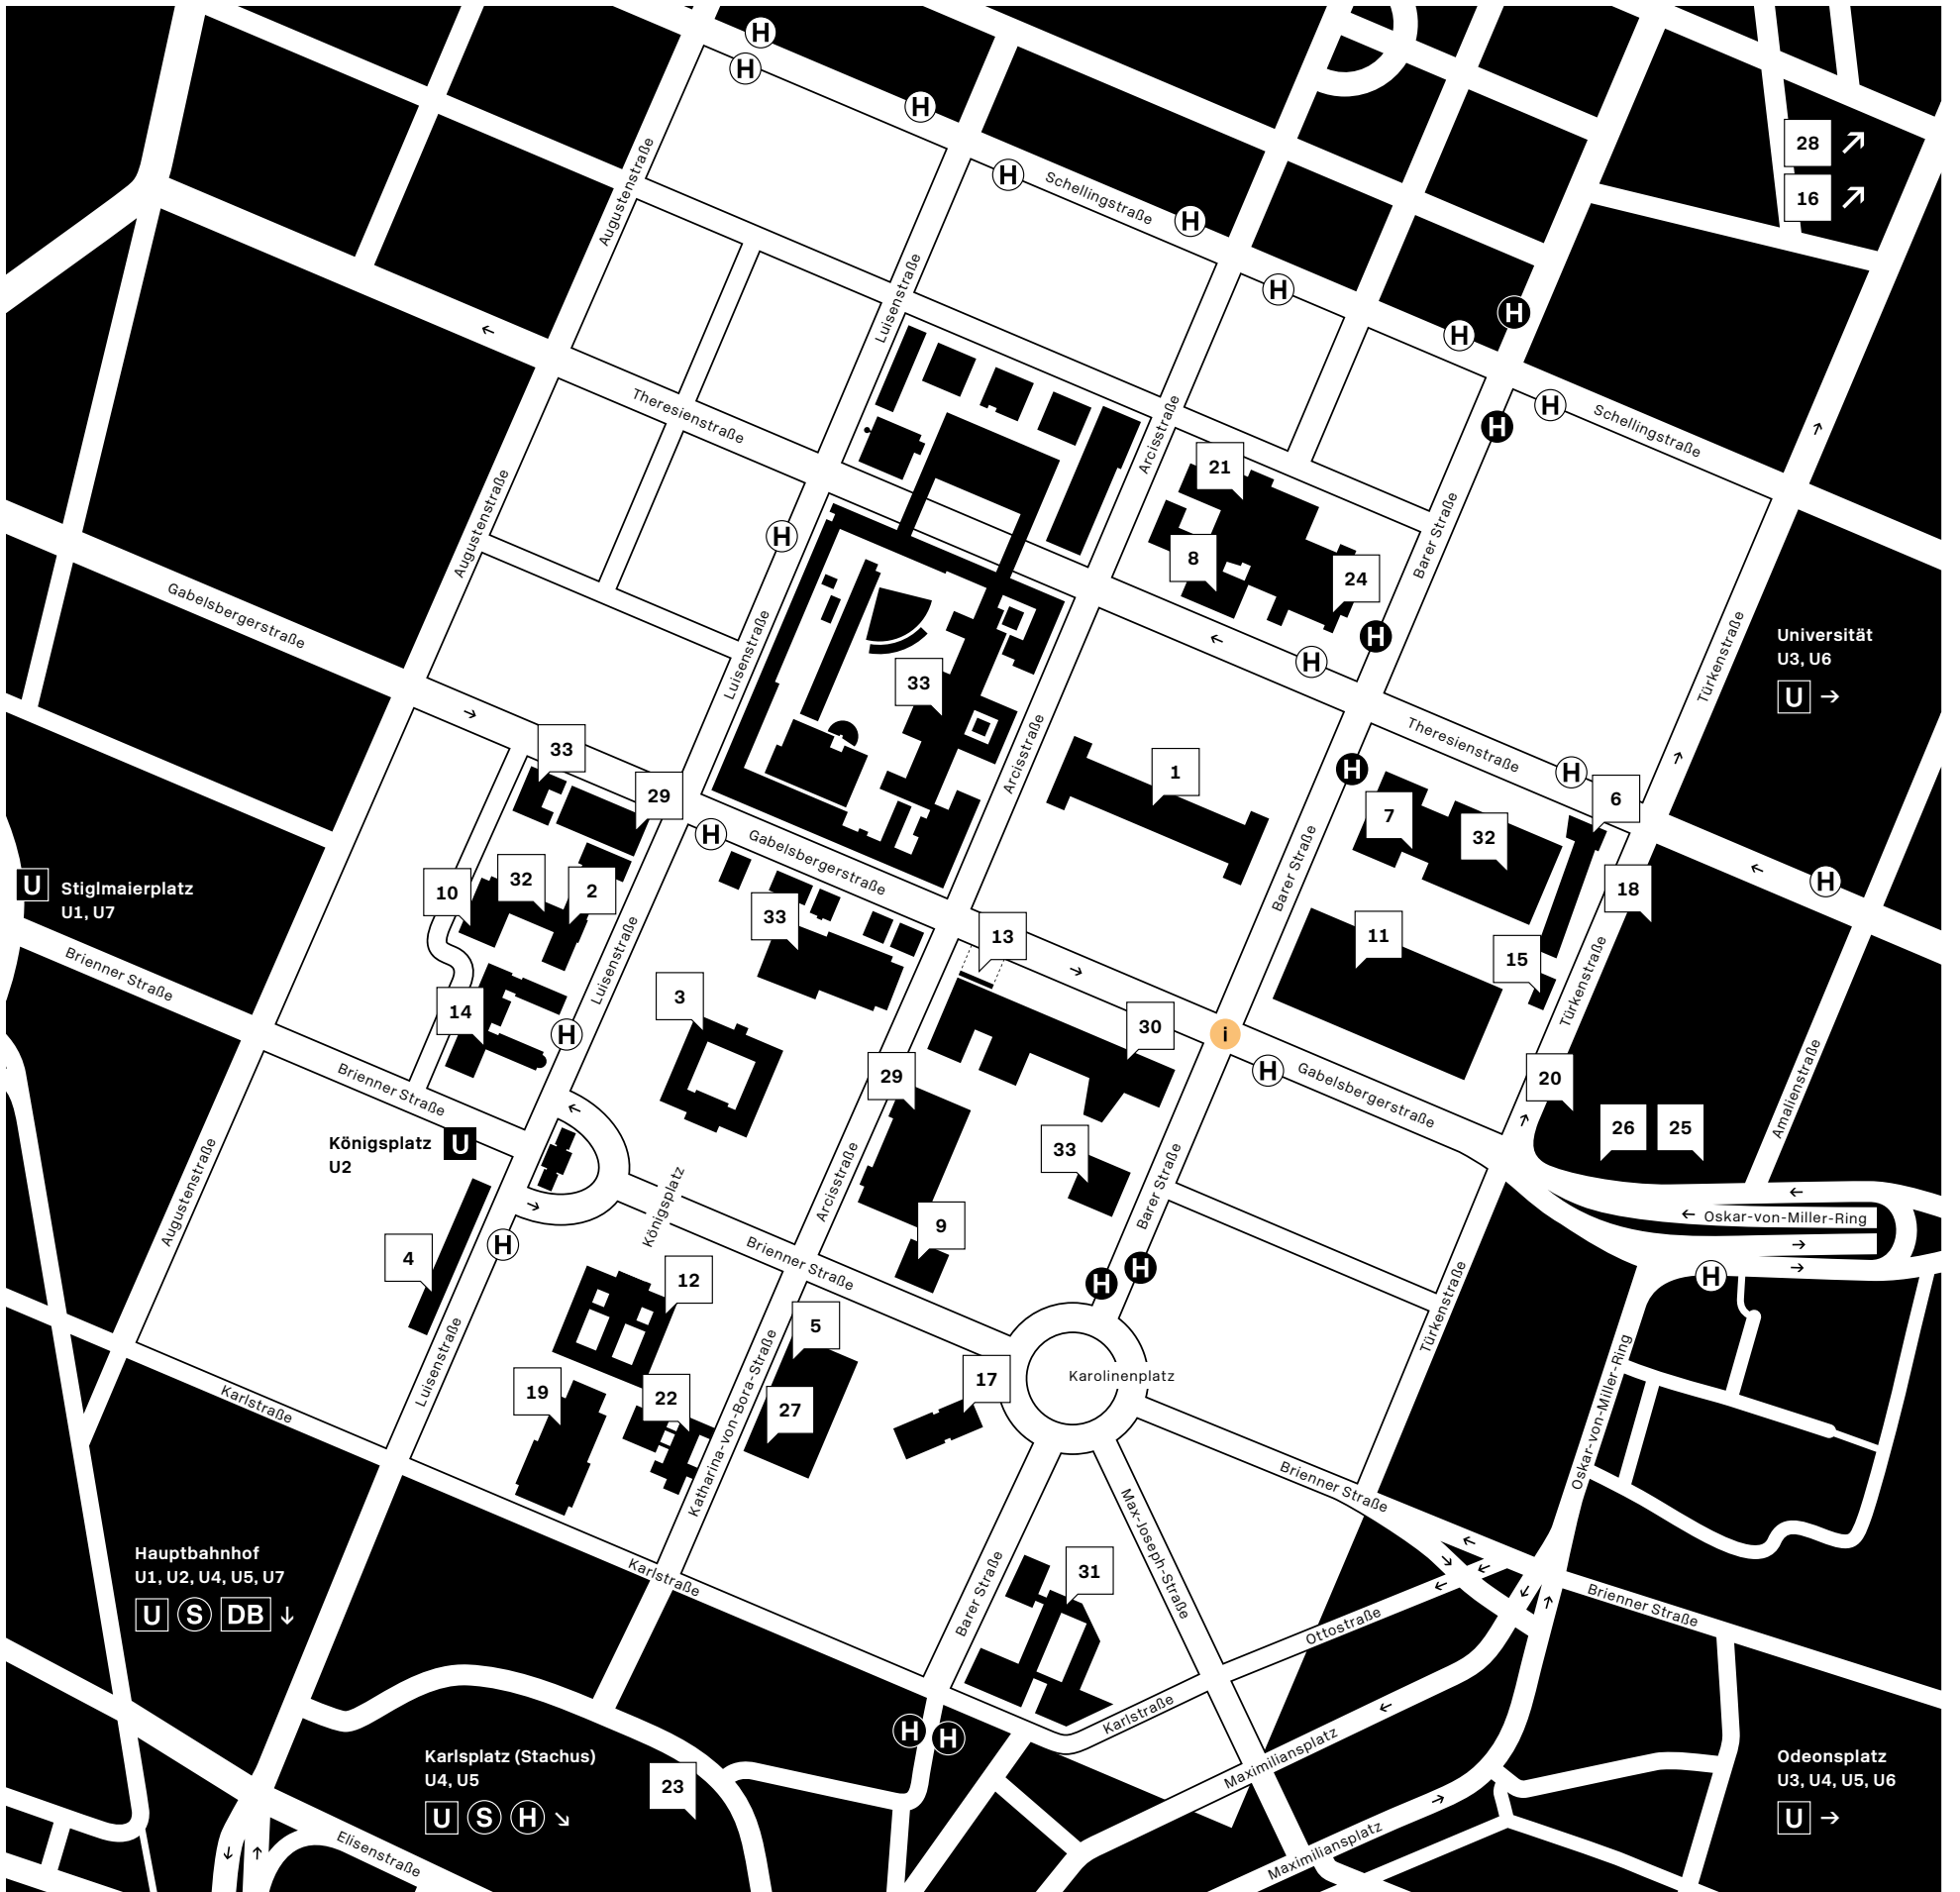 H
H
H
28
16
H
Schellingstraße
H
Augustenstraße
H
H
H
Luisenstraße
H
H
Schellingstraße
Theresienstraße
Arcisstraße
21
Augustenstraße
H
Barer Straße
8
24
Gabelsbergerstraße
H
H
Luisenstraße
33
Türkenstraße
Universität
U3, U6
U
33
29
Arcisstraße
1
H
Theresienstraße
H
6
7
32
H
Gabelsbergerstraße
Barer Straße
U
Stiglmaierplatz
U1, U7
10
32
2
33
13
11
15
18
H
Brienner Straße
Luisenstraße
3
14
H
30
i
Türkenstraße
29
H
Gabelsbergerstraße
20
Brienner Straße
26
25
Amalienstraße
Königsplatz
U2
U
33
Augustenstraße
Königsplatz
Arcisstraße
Barer Straße
9
Oskar-von-Miller-Ring
4
H
Brienner Straße
12
H
H
H
5
Türkenstraße
Luisenstraße
17
Karolinenplatz
Oskar-von-Miller-Ring
Karlstraße
19
22
27
Katharina-von-Bora-Straße
Brienner Straße
Max-Joseph-Straße
Hauptbahnhof
U1, U2, U4, U5, U7
U S DB
Karlstraße
Barer Straße
31
Ottostraße
Brienner Straße
Karlstraße
H
H
Maximiliansplatz
Karlsplatz (Stachus)
U4, U5
U S H
23
Odeonsplatz
U3, U4, U5, U6
U
Elisenstraße
Maximiliansplatz